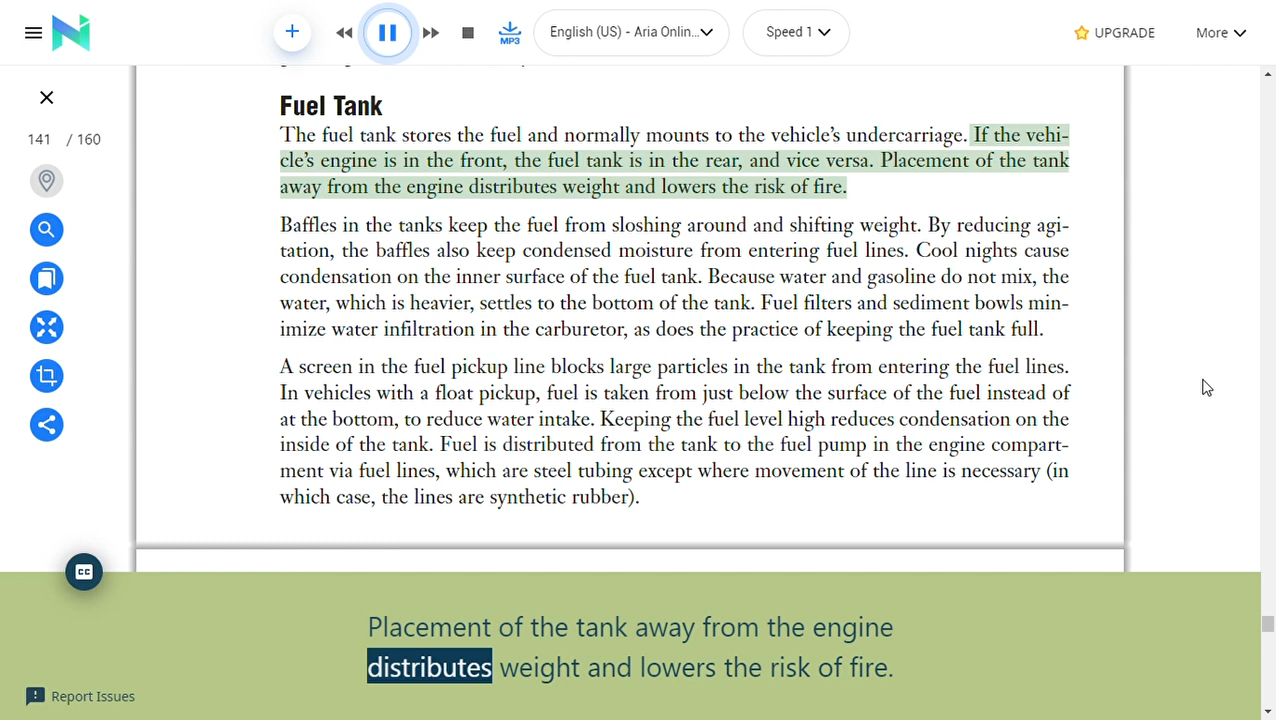 MP3
English (US) - Aria Onlin...
Speed 1
UPGRADE
More
141 / 160
Fuel Tank
The fuel tank stores the fuel and normally mounts to the vehicle’s undercarriage. If the vehi-
cle’s engine is in the front, the fuel tank is in the rear, and vice versa. Placement of the tank
away from the engine distributes weight and lowers the risk of fire.
Baffles in the tanks keep the fuel from sloshing around and shifting weight. By reducing agi-
tation, the baffles also keep condensed moisture from entering fuel lines. Cool nights cause
condensation on the inner surface of the fuel tank. Because water and gasoline do not mix, the
water, which is heavier, settles to the bottom of the tank. Fuel filters and sediment bowls min-
imize water infiltration in the carburetor, as does the practice of keeping the fuel tank full.
A screen in the fuel pickup line blocks large particles in the tank from entering the fuel lines.
In vehicles with a float pickup, fuel is taken from just below the surface of the fuel instead of
at the bottom, to reduce water intake. Keeping the fuel level high reduces condensation on the
inside of the tank. Fuel is distributed from the tank to the fuel pump in the engine compart-
ment via fuel lines, which are steel tubing except where movement of the line is necessary (in
which case, the lines are synthetic rubber).
CC
Placement of the tank away from the engine
distributes weight and lowers the risk of fire.
Report Issues